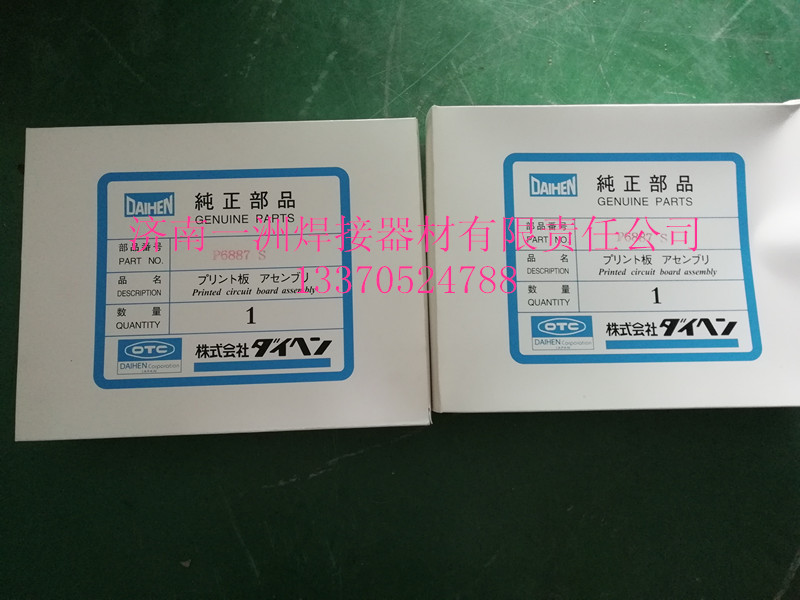 DAIHEN
純正部品
GENUINE PARTS
部品番号
PART NO.
P6887 S
品名
DESCRIPTION
プリント板 アセンブリ
Printed circuit board assembly
数量
QUANTITY
1
OTC
DAIHEN Corporation
株式会社ダイヘン
DAIHEN
純正部品
GENUINE PARTS
部品番号
PART NO.
P6887 S
品名
DESCRIPTION
プリント板 アセンブリ
Printed circuit board assembly
数量
QUANTITY
1
OTC
DAIHEN Corporation
株式会社ダイヘン
济南一洲焊接器材有限责任公司
13370524788